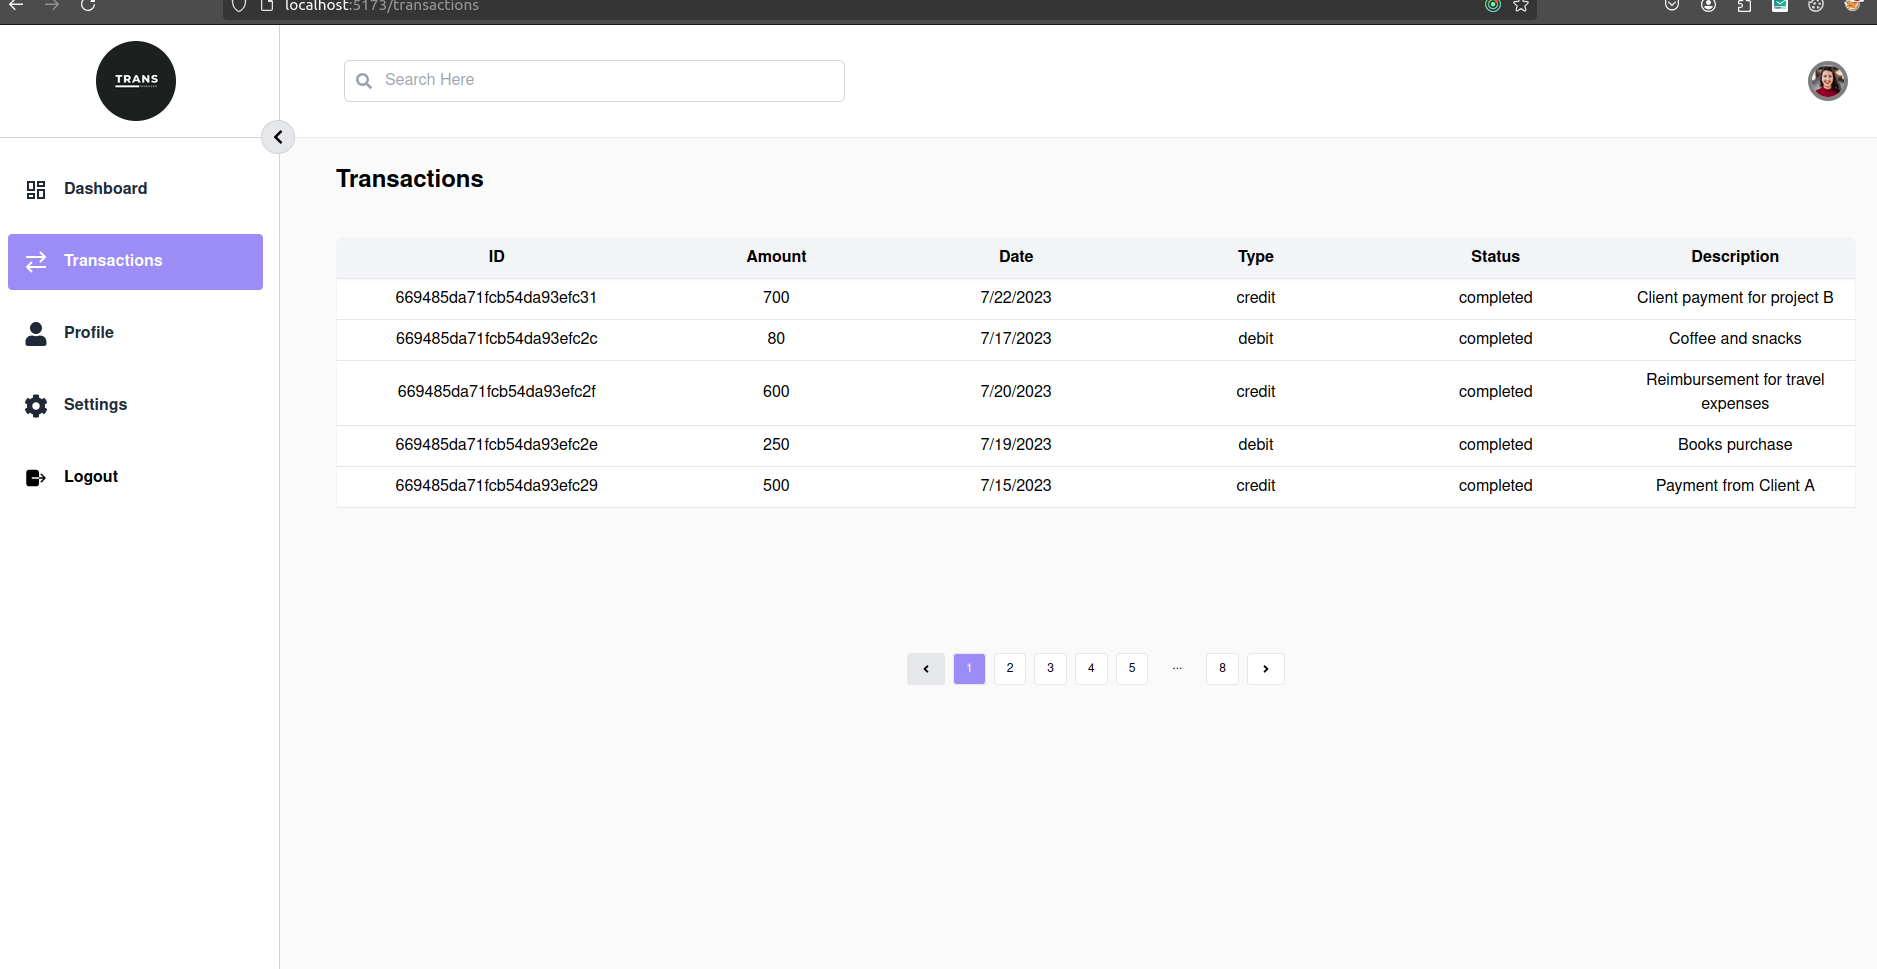 localhost:5173/transactions
TRANS
Search Here
Dashboard
Transactions
Profile
Settings
Logout
Transactions
ID Amount Date Type Status Description
669485da71fcb54da93efc31 700 7/22/2023 credit completed Client payment for project B
669485da71fcb54da93efc2c 80 7/17/2023 debit completed Coffee and snacks
669485da71fcb54da93efc2f 600 7/20/2023 credit completed Reimbursement for travel
expenses
669485da71fcb54da93efc2e 250 7/19/2023 debit completed Books purchase
669485da71fcb54da93efc29 500 7/15/2023 credit completed Payment from Client A
1 2 3 4 5 ... 8